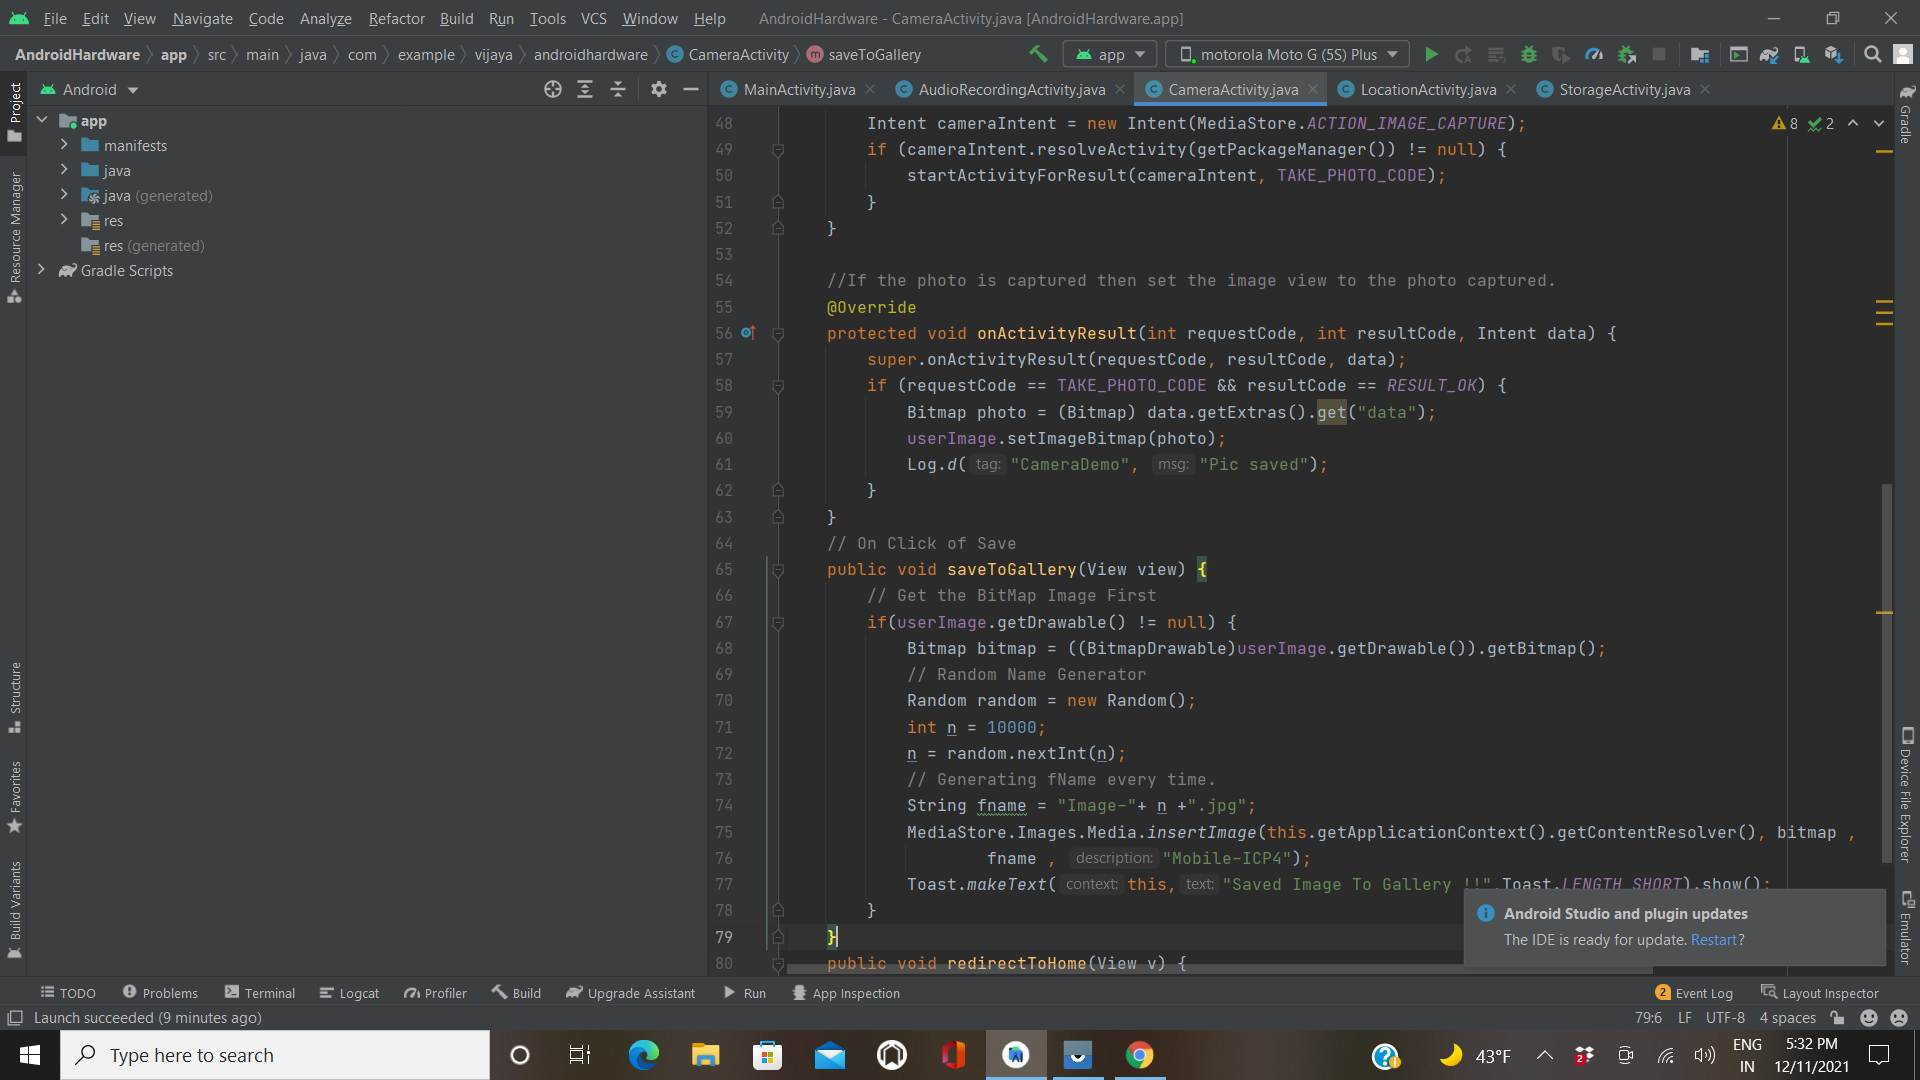 File Edit View Navigate Code Analyze Refactor Build Run Tools VCS Window Help AndroidHardware - CameraActivity.java [AndroidHardware.app]
AndroidHardware app src main java com example vijaya androidhardware CameraActivity saveToGallery app motorola Moto G (5S) Plus
Android
MainActivity.java AudioRecordingActivity.java CameraActivity.java LocationActivity.java StorageActivity.java
Project
Resource Manager
Structure
Favorites
Build Variants
app
manifests
java
java (generated)
res
res (generated)
Gradle Scripts
8 2
48 Intent cameraIntent = new Intent(MediaStore.ACTION_IMAGE_CAPTURE);
49 if (cameraIntent.resolveActivity(getPackageManager()) != null) {
50 startActivityForResult(cameraIntent, TAKE_PHOTO_CODE);
51 }
52 }
53
54 //If the photo is captured then set the image view to the photo captured.
55 @Override
56 protected void onActivityResult(int requestCode, int resultCode, Intent data) {
57 super.onActivityResult(requestCode, resultCode, data);
58 if (requestCode == TAKE_PHOTO_CODE && resultCode == RESULT_OK) {
59 Bitmap photo = (Bitmap) data.getExtras().get("data");
60 userImage.setImageBitmap(photo);
61 Log.d( tag: "CameraDemo", msg: "Pic saved");
62 }
63 }
64 // On Click of Save
65 public void saveToGallery(View view) {
66 // Get the BitMap Image First
67 if(userImage.getDrawable() != null) {
68 Bitmap bitmap = ((BitmapDrawable)userImage.getDrawable()).getBitmap();
69 // Random Name Generator
70 Random random = new Random();
71 int n = 10000;
72 n = random.nextInt(n);
73 // Generating fName every time.
74 String fname = "Image-"+ n +".jpg";
75 MediaStore.Images.Media.insertImage(this.getApplicationContext().getContentResolver(), bitmap ,
76 fname , description: "Mobile-ICP4");
77 Toast.makeText( context: this, text: "Saved Image To Gallery !!",Toast.LENGTH_SHORT).show();
78 }
79 }
80 public void redirectToHome(View v) {
Gradle
Device File Explorer
Emulator
Android Studio and plugin updates
The IDE is ready for update. Restart?
TODO Problems Terminal Logcat Profiler Build Upgrade Assistant Run App Inspection 2 Event Log Layout Inspector
Launch succeeded (9 minutes ago) 79:6 LF UTF-8 4 spaces
Type here to search
2 43°F ENG IN 5:32 PM 12/11/2021